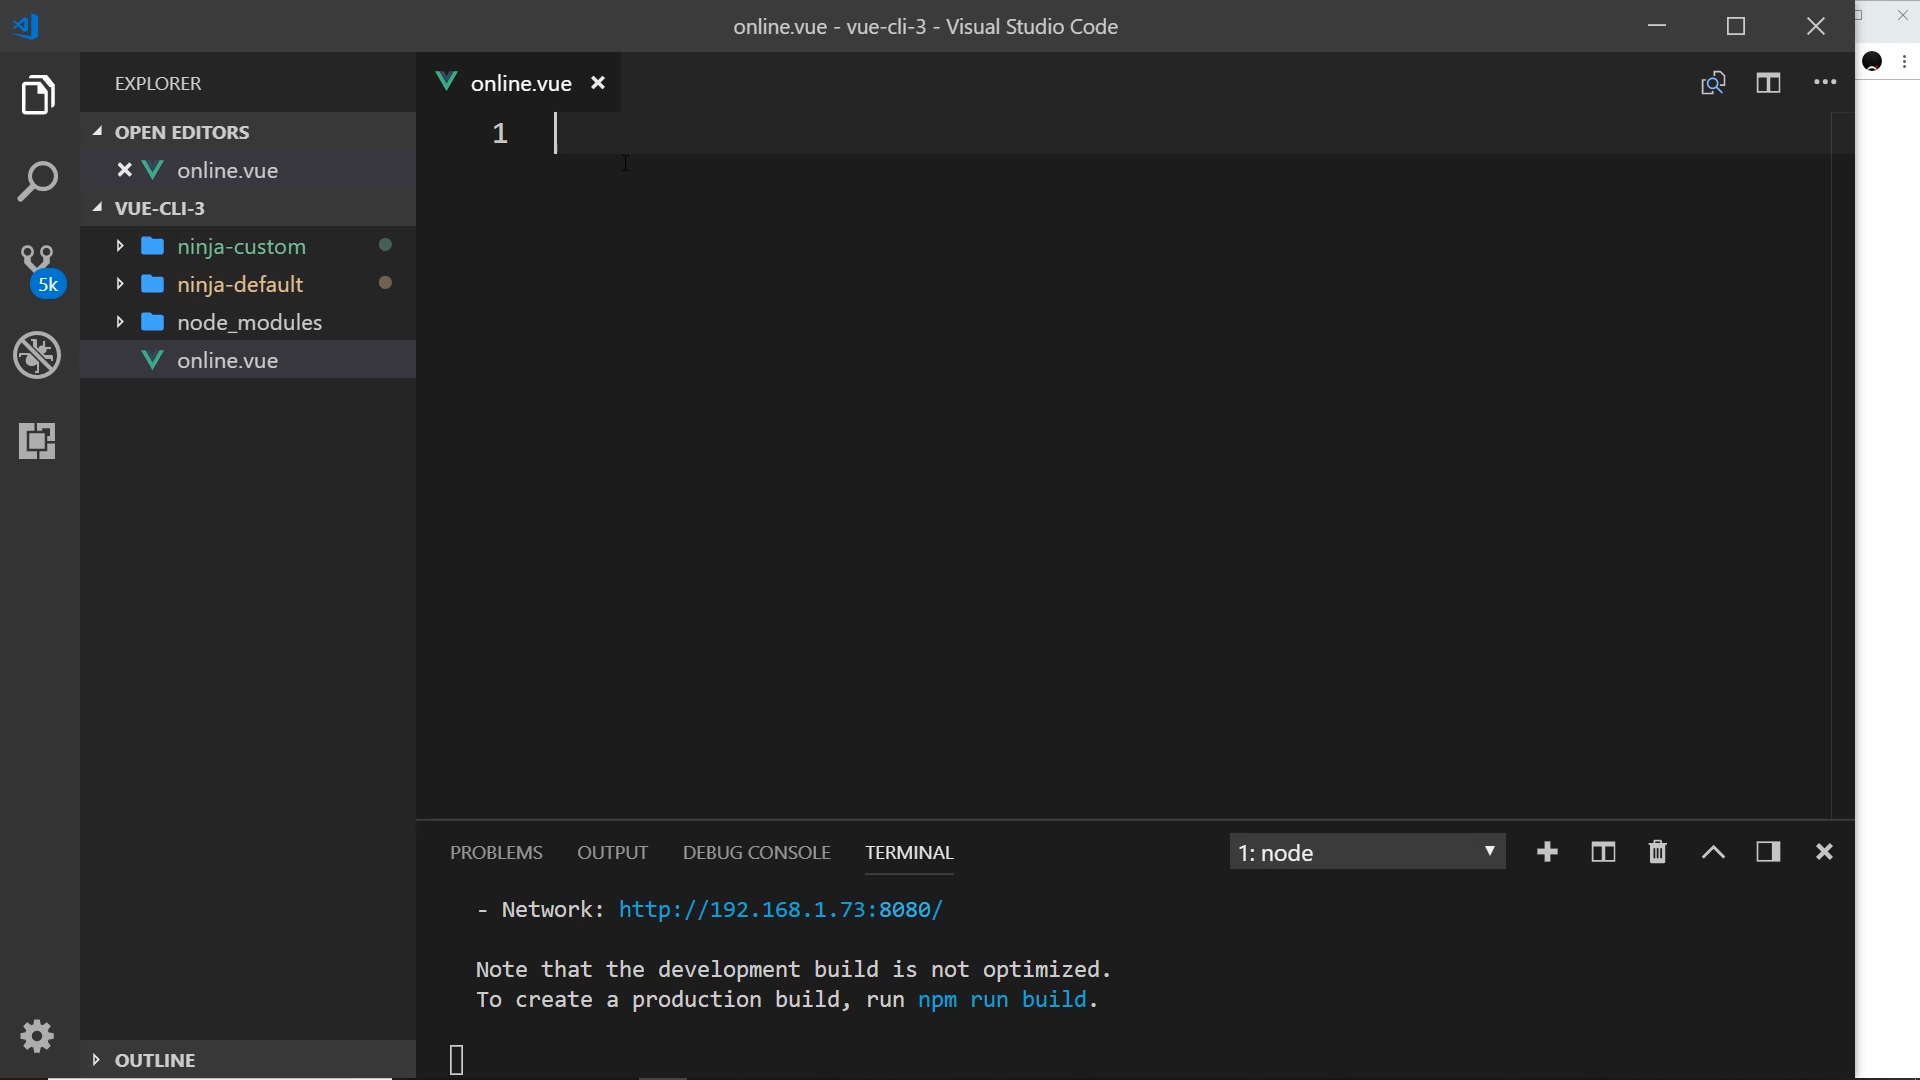 online.vue - vue-cli-3 - Visual Studio Code
EXPLORER
OPEN EDITORS
online.vue
VUE-CLI-3
ninja-custom
ninja-default
node_modules
online.vue
5k
OUTLINE
online.vue
1
PROBLEMS OUTPUT DEBUG CONSOLE TERMINAL 1: node
- Network: http://192.168.1.73:8080/
Note that the development build is not optimized.
To create a production build, run npm run build.